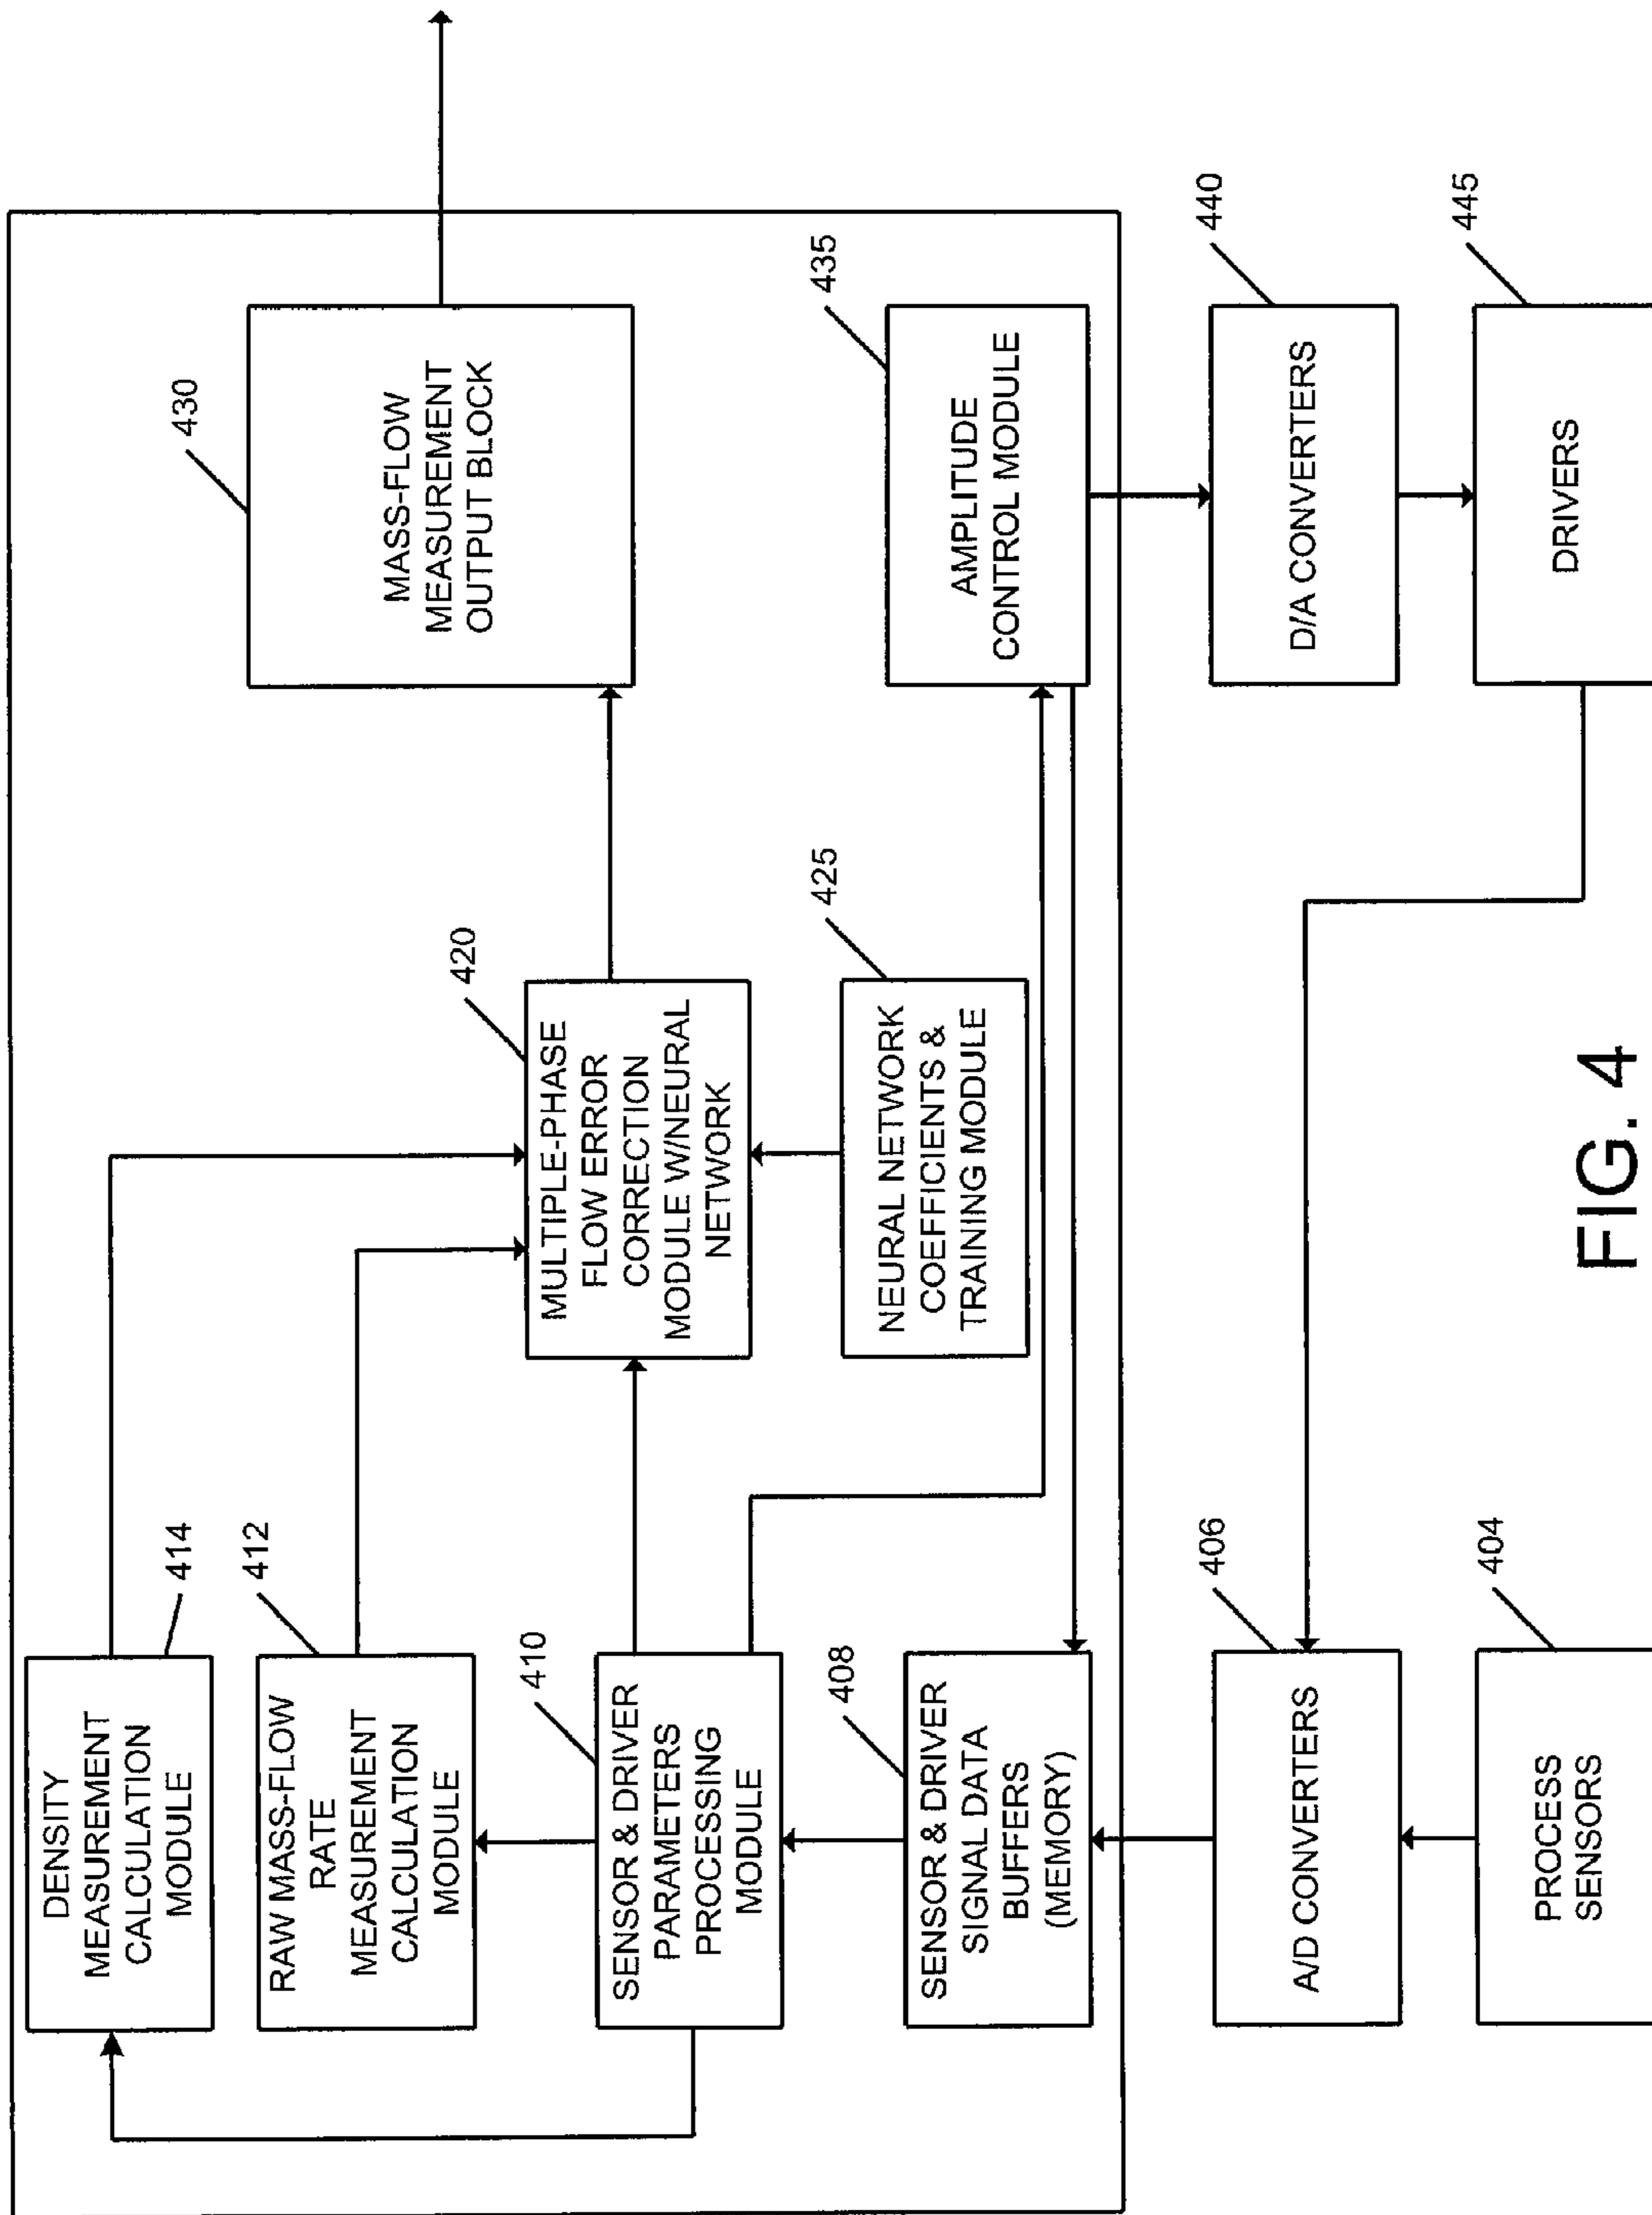 DENSITY
MEASUREMENT
CALCULATION
MODULE
414
RAW MASS-FLOW
RATE
MEASUREMENT
CALCULATION
MODULE
412
SENSOR & DRIVER
PARAMETERS
PROCESSING
MODULE
410
SENSOR & DRIVER
SIGNAL DATA
BUFFERS
(MEMORY)
408
A/D CONVERTERS
406
PROCESS
SENSORS
404
MULTIPLE-PHASE
FLOW ERROR
CORRECTION
MODULE W/NEURAL
NETWORK
420
NEURAL NETWORK
COEFFICIENTS &
TRAINING MODULE
425
MASS-FLOW
MEASUREMENT
OUTPUT BLOCK
430
AMPLITUDE
CONTROL MODULE
435
D/A CONVERTERS
440
DRIVERS
445
FIG. 4